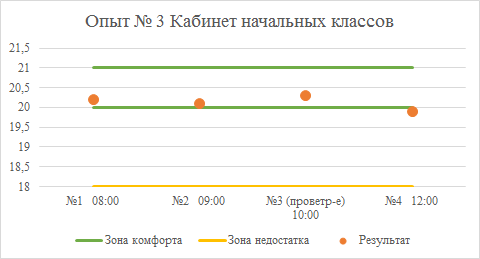 Опыт № 3 Кабинет начальных классов
21,5
21
20,5
20
19,5
19
18,5
18
№1 08:00
№2 09:00
№3 (проветр-е)
10:00
№4 12:00
Зона комфорта
Зона недостатка
Результат